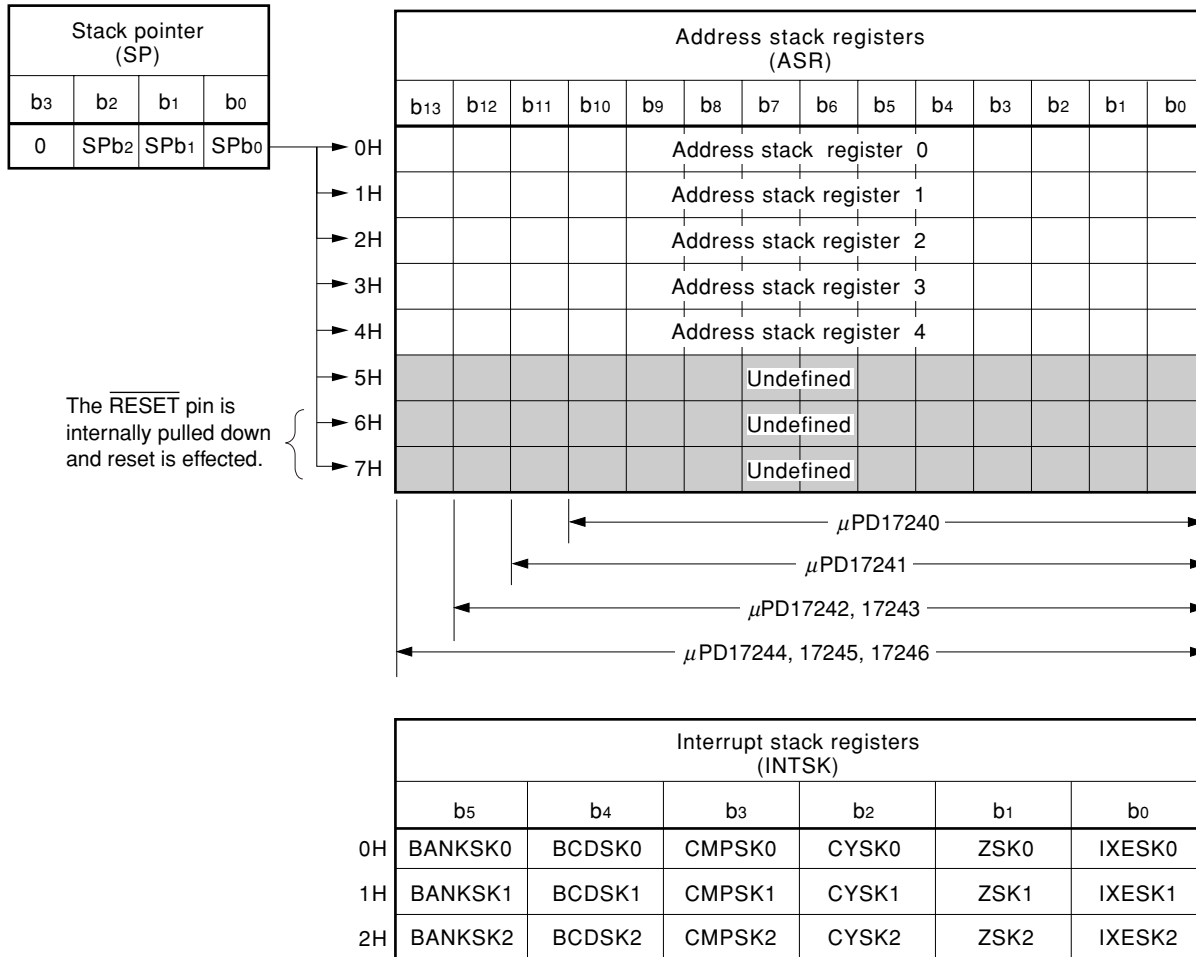 Stack pointer
(SP)
b3 b2 b1 b0
0 SPb2 SPb1 SPb0
Address stack registers
(ASR)
b13 b12 b11 b10 b9 b8 b7 b6 b5 b4 b3 b2 b1 b0
0H Address stack register 0
1H Address stack register 1
2H Address stack register 2
3H Address stack register 3
4H Address stack register 4
5H Undefined
6H Undefined
7H Undefined
The RESET pin is
internally pulled down
and reset is effected.
μPD17240
μPD17241
μPD17242, 17243
μPD17244, 17245, 17246
Interrupt stack registers
(INTSK)
b5 b4 b3 b2 b1 b0
0H BANKSK0 BCDSK0 CMPSK0 CYSK0 ZSK0 IXESK0
1H BANKSK1 BCDSK1 CMPSK1 CYSK1 ZSK1 IXESK1
2H BANKSK2 BCDSK2 CMPSK2 CYSK2 ZSK2 IXESK2